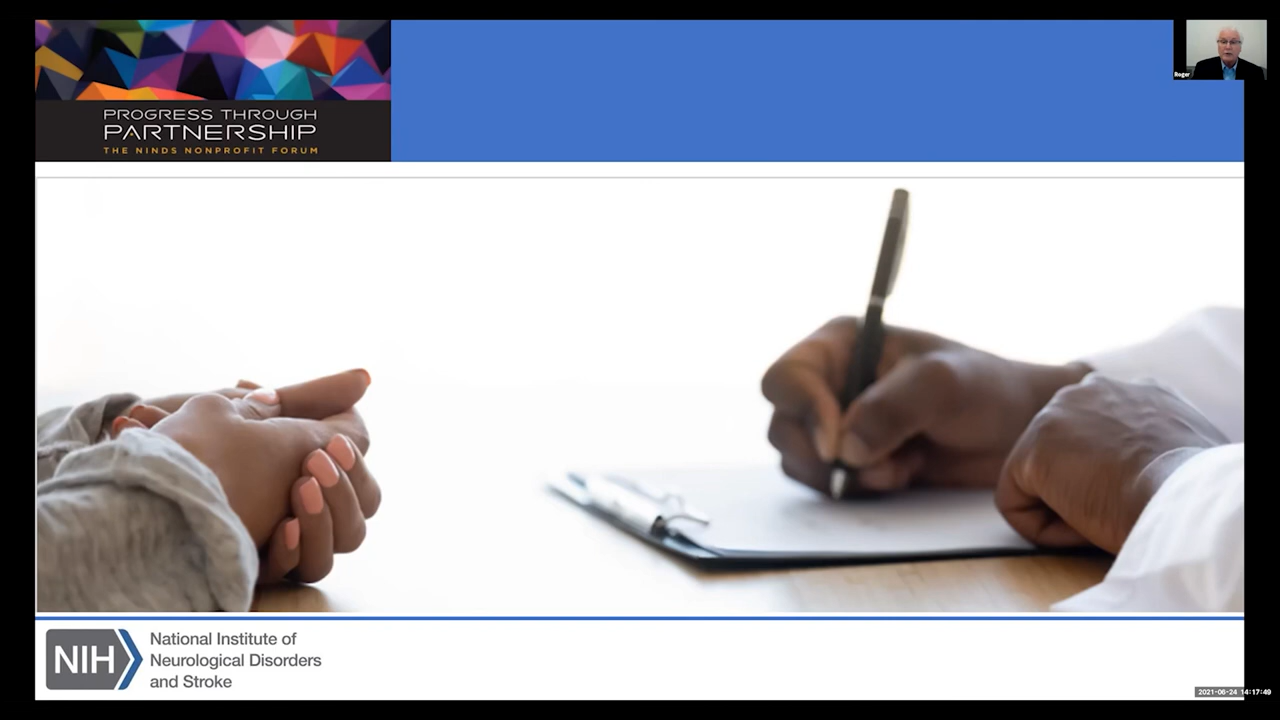 PROGRESS THROUGH
PARTNERSHIP
THE NINDS NONPROFIT FORUM
Roger
NIH
National Institute of
Neurological Disorders
and Stroke
2021-06-24 14:17:49